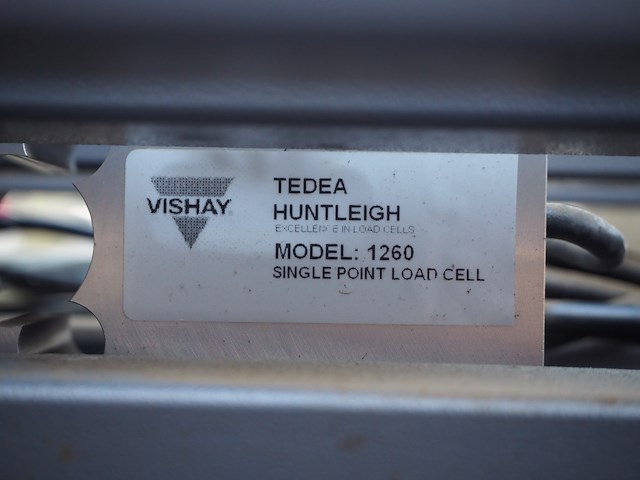 VISHAY
TEDEA
HUNTLEIGH
EXCELLENCE IN LOAD CELLS
MODEL: 1260
SINGLE POINT LOAD CELL